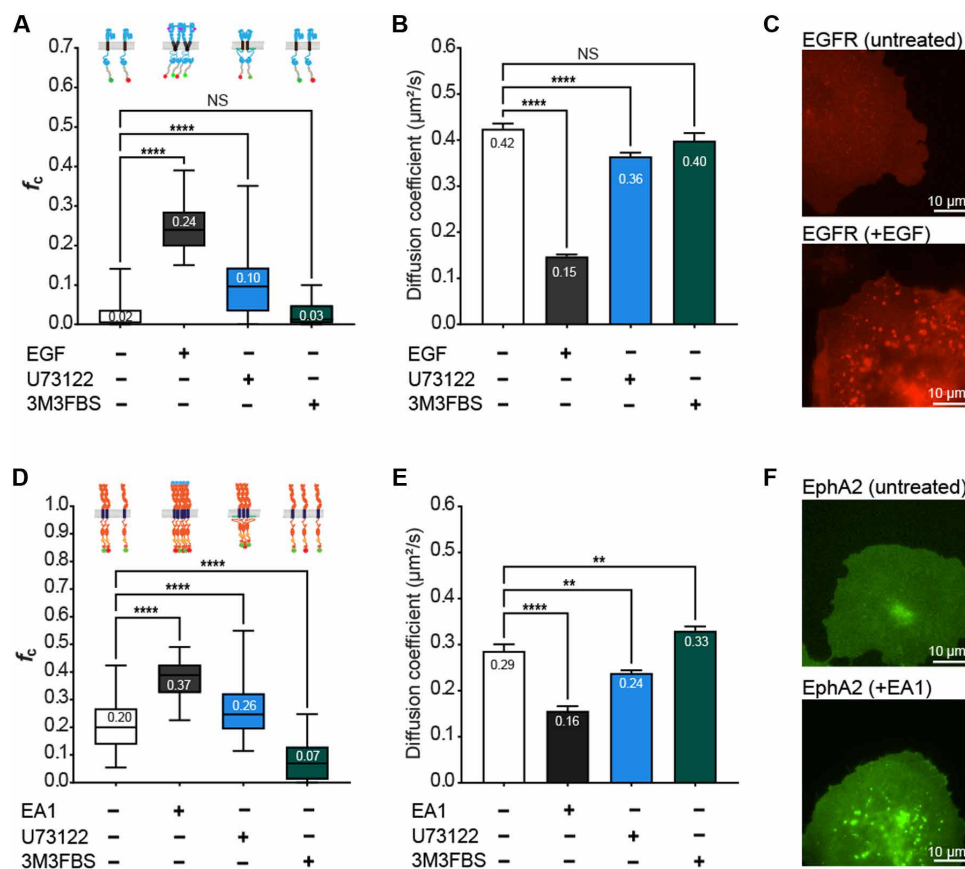 A
0.7
0.6
0.5
0.4
0.3
0.2
0.1
0.0
f c
NS
****
****
0.02
0.24
0.10
0.03
EGF – + – –
U73122 – – + –
3M3FBS – – – +
B
0.6
0.5
0.4
0.3
0.2
0.1
0.0
Diffusion coefficient (µm²/s)
NS
****
****
0.42
0.15
0.36
0.40
EGF – + – –
U73122 – – + –
3M3FBS – – – +
C
EGFR (untreated)
10 µm
EGFR (+EGF)
10 µm
D
1.0
0.9
0.8
0.7
0.6
0.5
0.4
0.3
0.2
0.1
0.0
f c
****
****
****
0.20
0.37
0.26
0.07
EA1 – + – –
U73122 – – + –
3M3FBS – – – +
E
0.6
0.5
0.4
0.3
0.2
0.1
0.0
Diffusion coefficient (µm²/s)
**
**
****
0.29
0.16
0.24
0.33
EA1 – + – –
U73122 – – + –
3M3FBS – – – +
F
EphA2 (untreated)
10 µm
EphA2 (+EA1)
10 µm